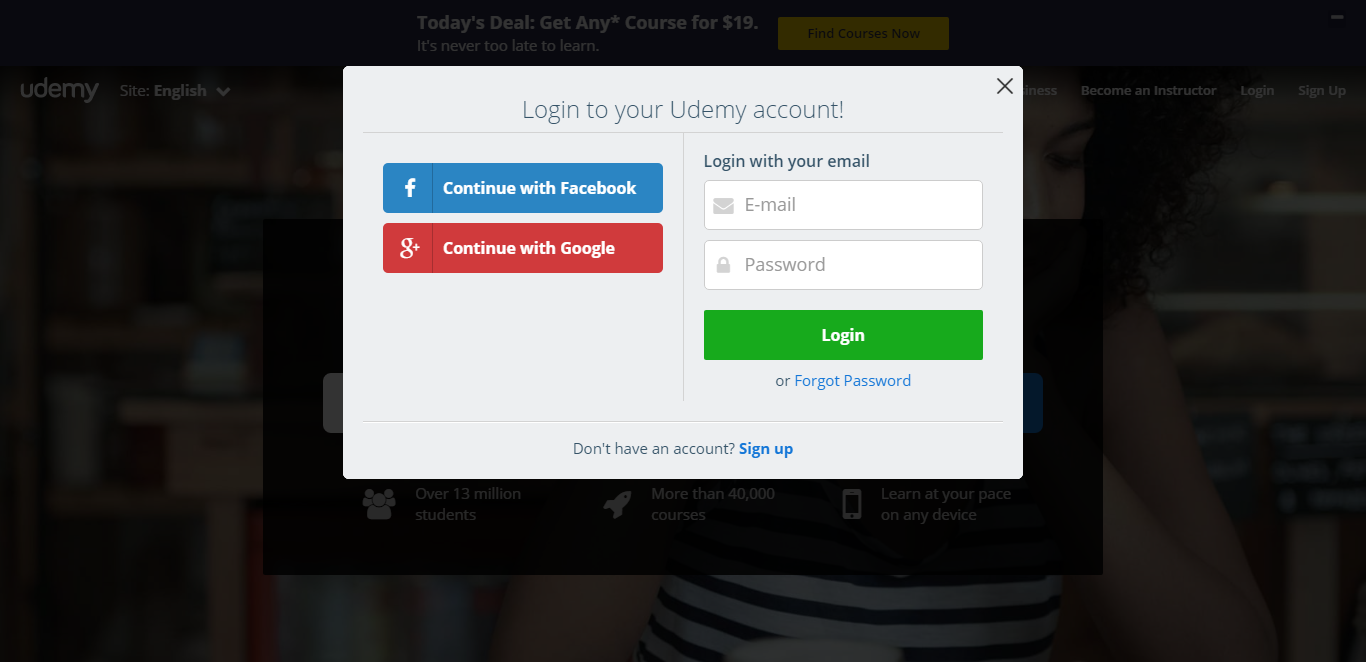 Today's Deal: Get Any* Course for $19.
It's never too late to learn.
Find Courses Now
udemy
Site: English
Become an Instructor
Login
Sign Up
Login to your Udemy account!
Continue with Facebook
Continue with Google
Login with your email
E-mail
Password
Login
or Forgot Password
Don't have an account? Sign up
Over 13 million
students
More than 40,000
courses
Learn at your pace
on any device